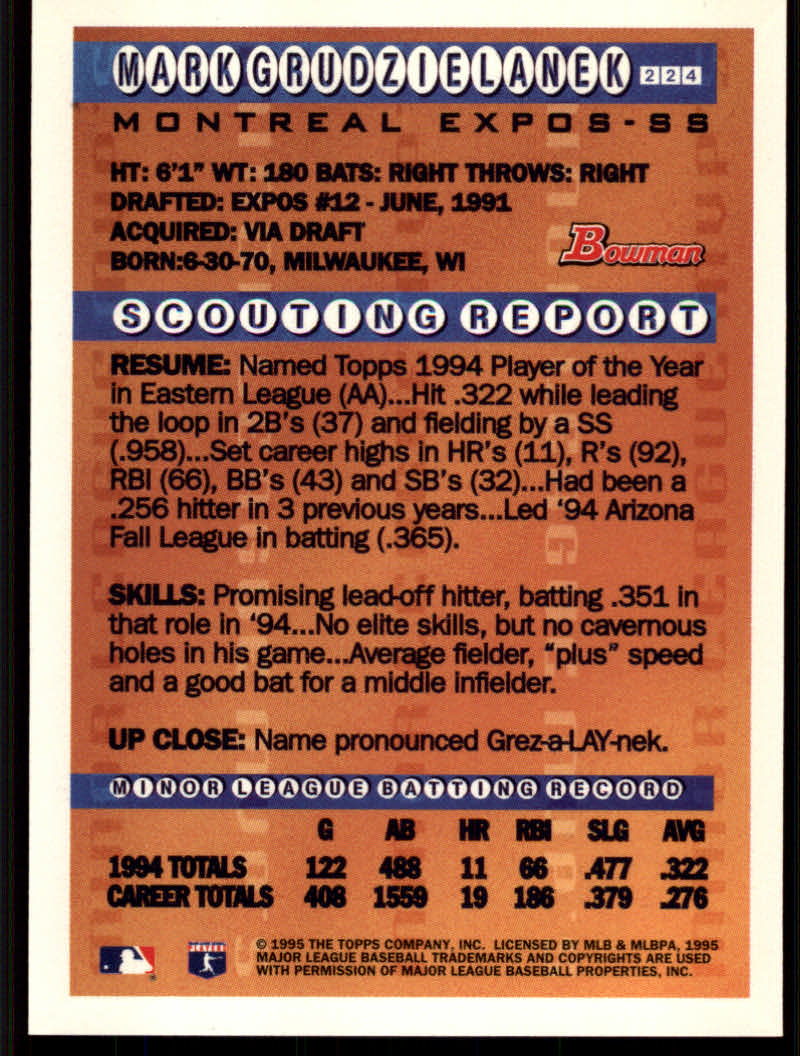 MARK GRUDZIELANEK 224
MONTREAL EXPOS-SS
HT: 6'1" WT: 180 BATS: RIGHT THROWS: RIGHT
DRAFTED: EXPOS #12 - JUNE, 1991
ACQUIRED: VIA DRAFT
BORN:6-30-70, MILWAUKEE, WI
Bowman
SCOUTING REPORT
RESUME: Named Topps 1994 Player of the Year
in Eastern League (AA)...Hit .322 while leading
the loop in 2B's (37) and fielding by a SS
(.958)...Set career highs in HR's (11), R's (92),
RBI (66), BB's (43) and SB's (32)...Had been a
.256 hitter in 3 previous years...Led '94 Arizona
Fall League in batting (.365).
SKILLS: Promising lead-off hitter, batting .351 in
that role in '94...No elite skills, but no cavernous
holes in his game...Average fielder, "plus" speed
and a good bat for a middle infielder.
UP CLOSE: Name pronounced Grez-a-LAY-nek.
MINOR LEAGUE BATTING RECORD
G AB HR RBI SLG AVG
1994 TOTALS 122 488 11 66 .477 .322
CAREER TOTALS 408 1559 19 186 .379 .276
PLAYERS
© 1995 THE TOPPS COMPANY, INC. LICENSED BY MLB & MLBPA, 1995
MAJOR LEAGUE BASEBALL TRADEMARKS AND COPYRIGHTS ARE USED
WITH PERMISSION OF MAJOR LEAGUE BASEBALL PROPERTIES, INC.